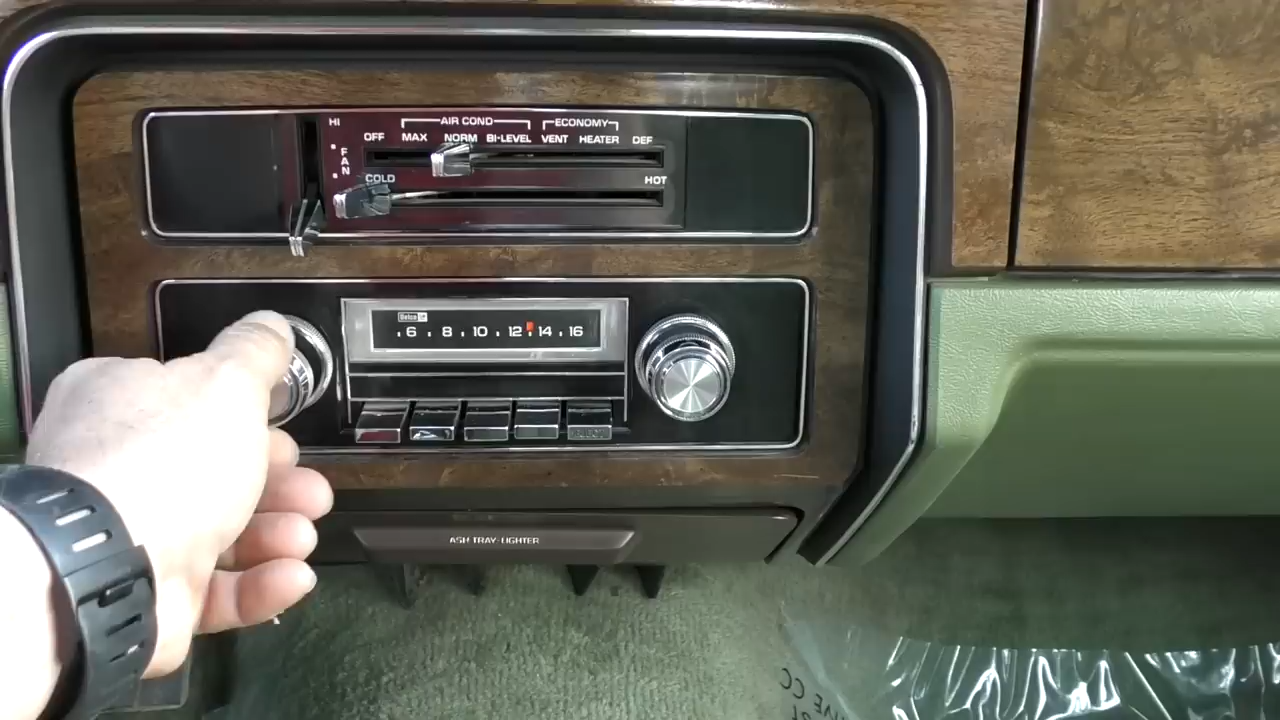 HI
AIR COND
ECONOMY
OFF MAX NORM BI-LEVEL VENT HEATER DEF
FAN
COLD HOT
Delco GM
6 8 10 12 14 16
ASH TRAY-LIGHTER